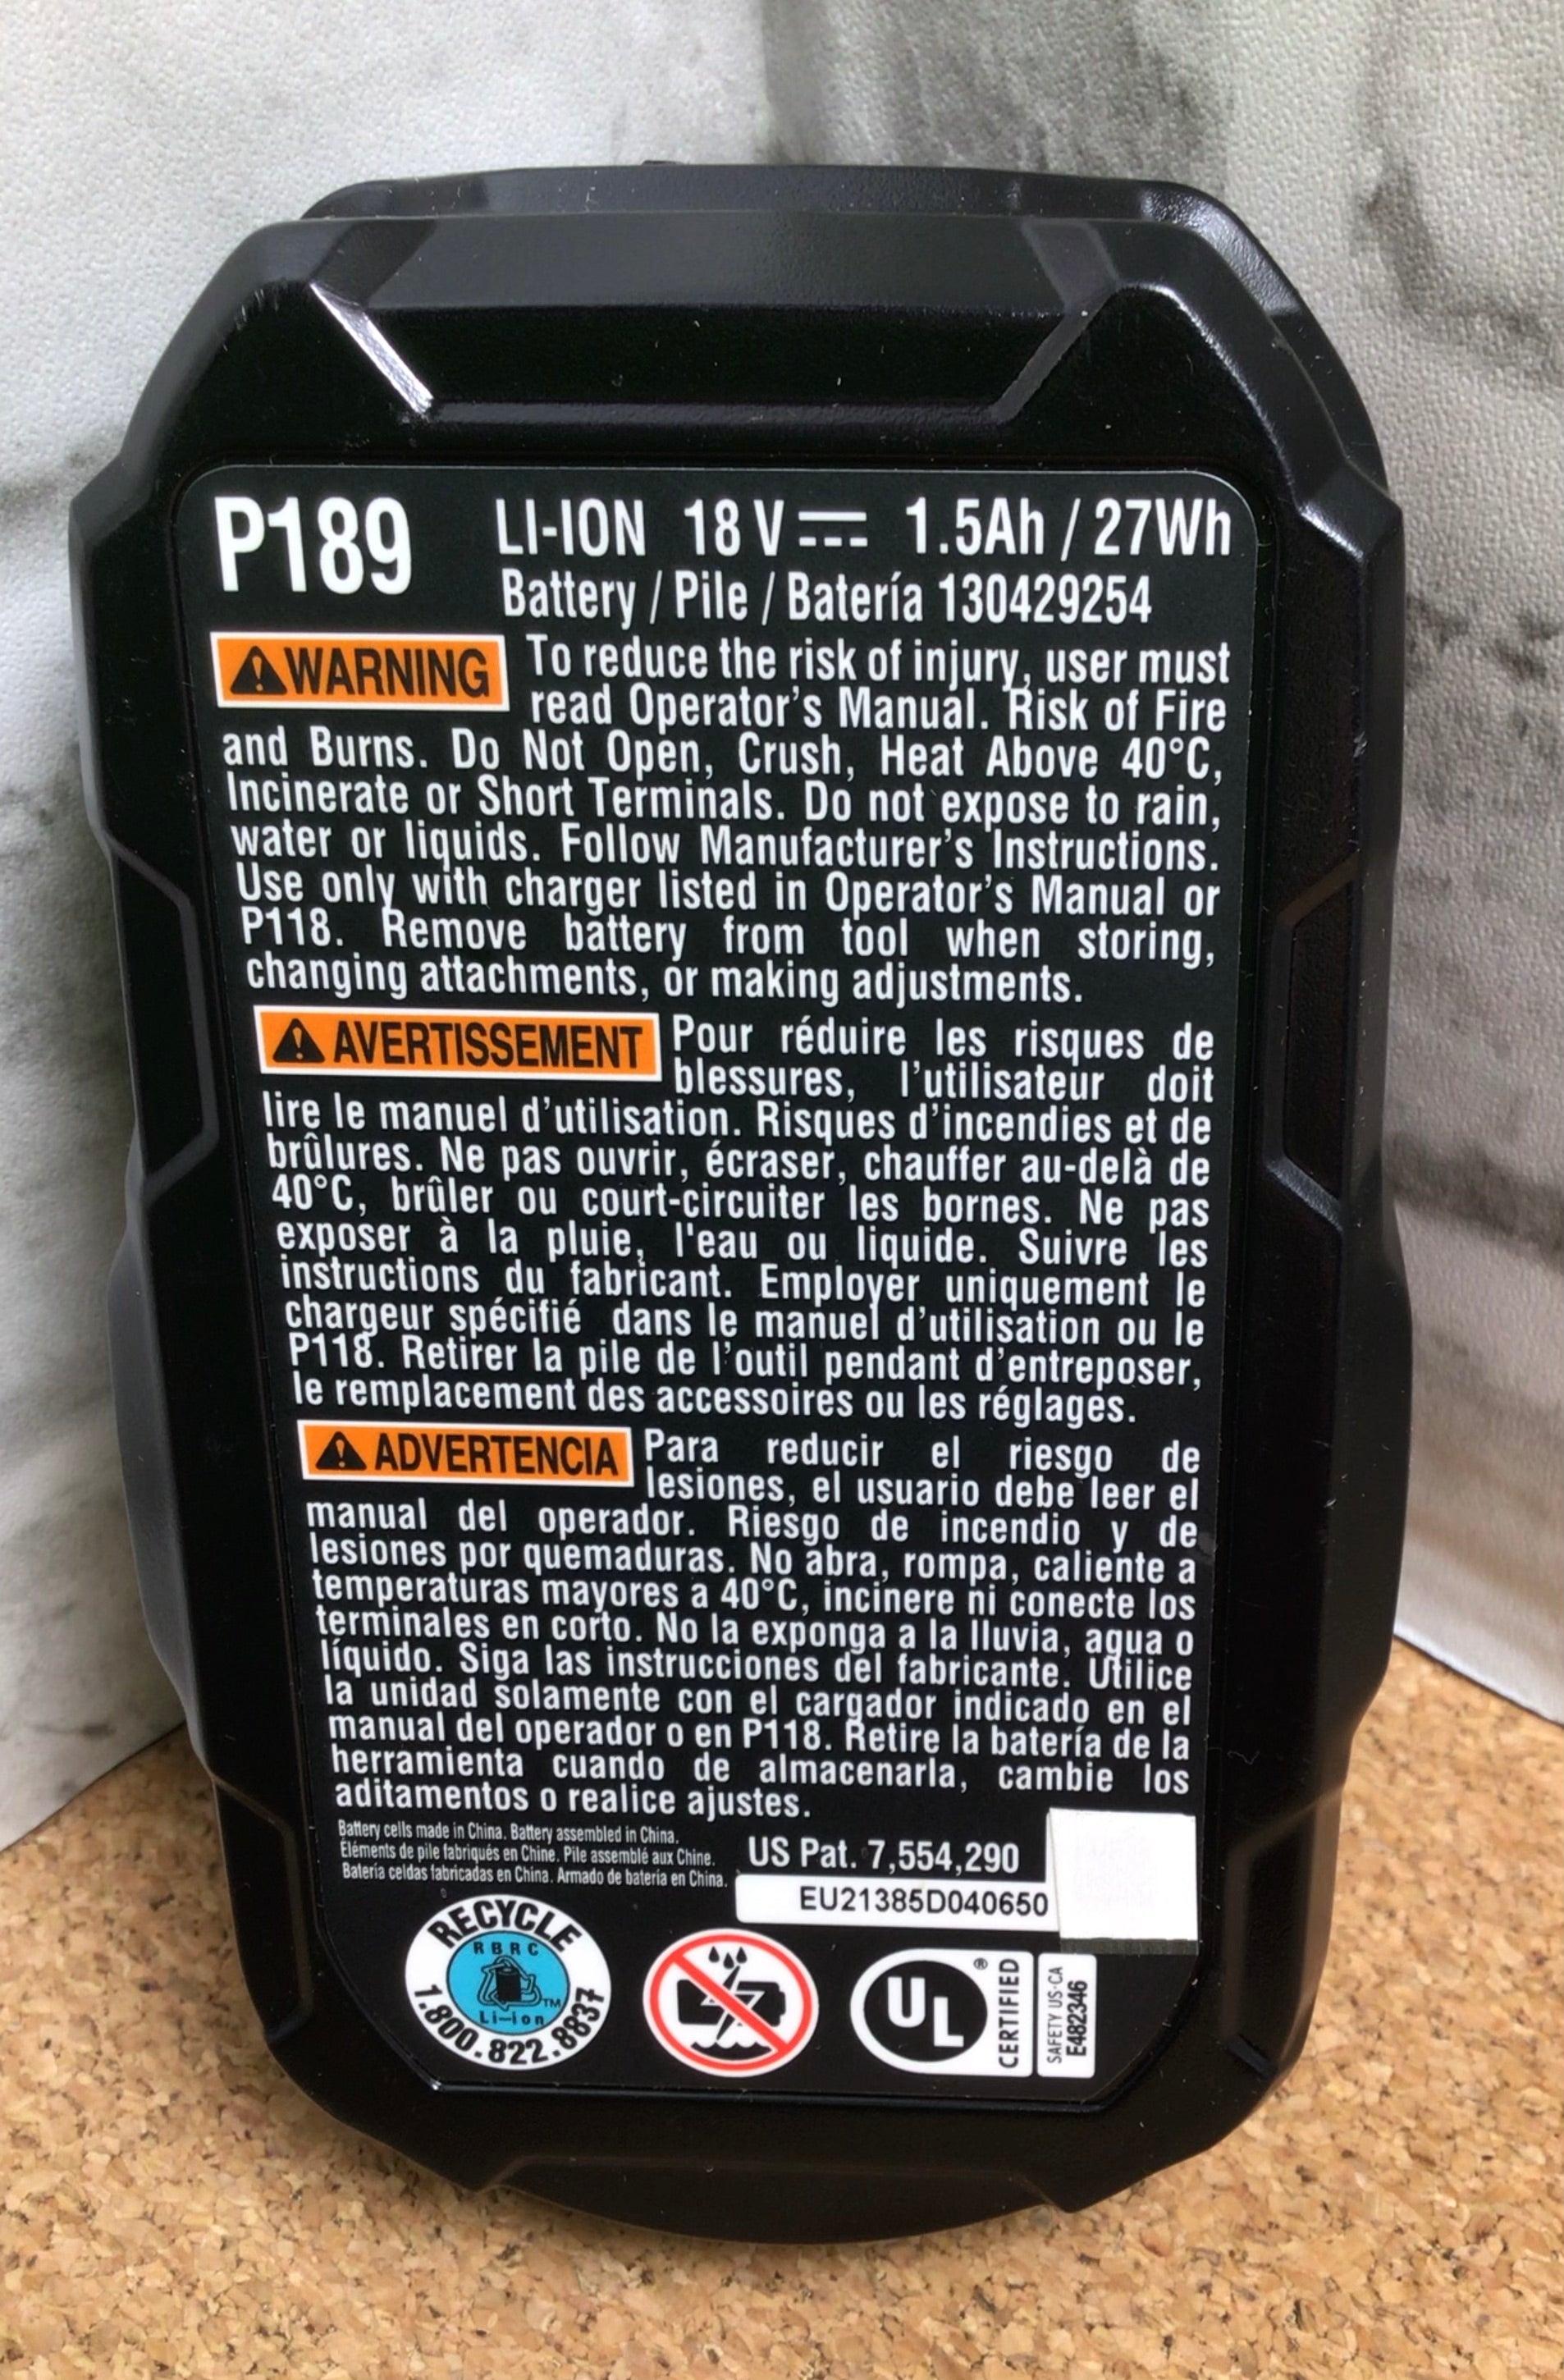 P189 LI-ION 18 V⎓ 1.5Ah / 27Wh
Battery / Pile / Batería 130429254
⚠WARNING To reduce the risk of injury, user must
read Operator’s Manual. Risk of Fire
and Burns. Do Not Open, Crush, Heat Above 40°C,
Incinerate or Short Terminals. Do not expose to rain,
water or liquids. Follow Manufacturer’s Instructions.
Use only with charger listed in Operator’s Manual or
P118. Remove battery from tool when storing,
changing attachments, or making adjustments.
⚠AVERTISSEMENT Pour réduire les risques de
blessures, l’utilisateur doit
lire le manuel d’utilisation. Risques d’incendies et de
brûlures. Ne pas ouvrir, écraser, chauffer au-delà de
40°C, brûler ou court-circuiter les bornes. Ne pas
exposer à la pluie, l'eau ou liquide. Suivre les
instructions du fabricant. Employer uniquement le
chargeur spécifié dans le manuel d’utilisation ou le
P118. Retirer la pile de l’outil pendant d’entreposer,
le remplacement des accessoires ou les réglages.
⚠ADVERTENCIA Para reducir el riesgo de
lesiones, el usuario debe leer el
manual del operador. Riesgo de incendio y de
lesiones por quemaduras. No abra, rompa, caliente a
temperaturas mayores a 40°C, incinere ni conecte los
terminales en corto. No la exponga a la lluvia, agua o
líquido. Siga las instrucciones del fabricante. Utilice
la unidad solamente con el cargador indicado en el
manual del operador o en P118. Retire la batería de la
herramienta cuando de almacenarla, cambie los
aditamentos o realice ajustes.
Battery cells made in China. Battery assembled in China.
Éléments de pile fabriqués en Chine. Pile assemblé aux Chine.
Batería celdas fabricadas en China. Armado de batería en China.
US Pat. 7,554,290
EU21385D040650
RECYCLE
RBRC
Li-ion ™
1.800.822.8837
UL ®
CERTIFIED
SAFETY US·CA
E482346